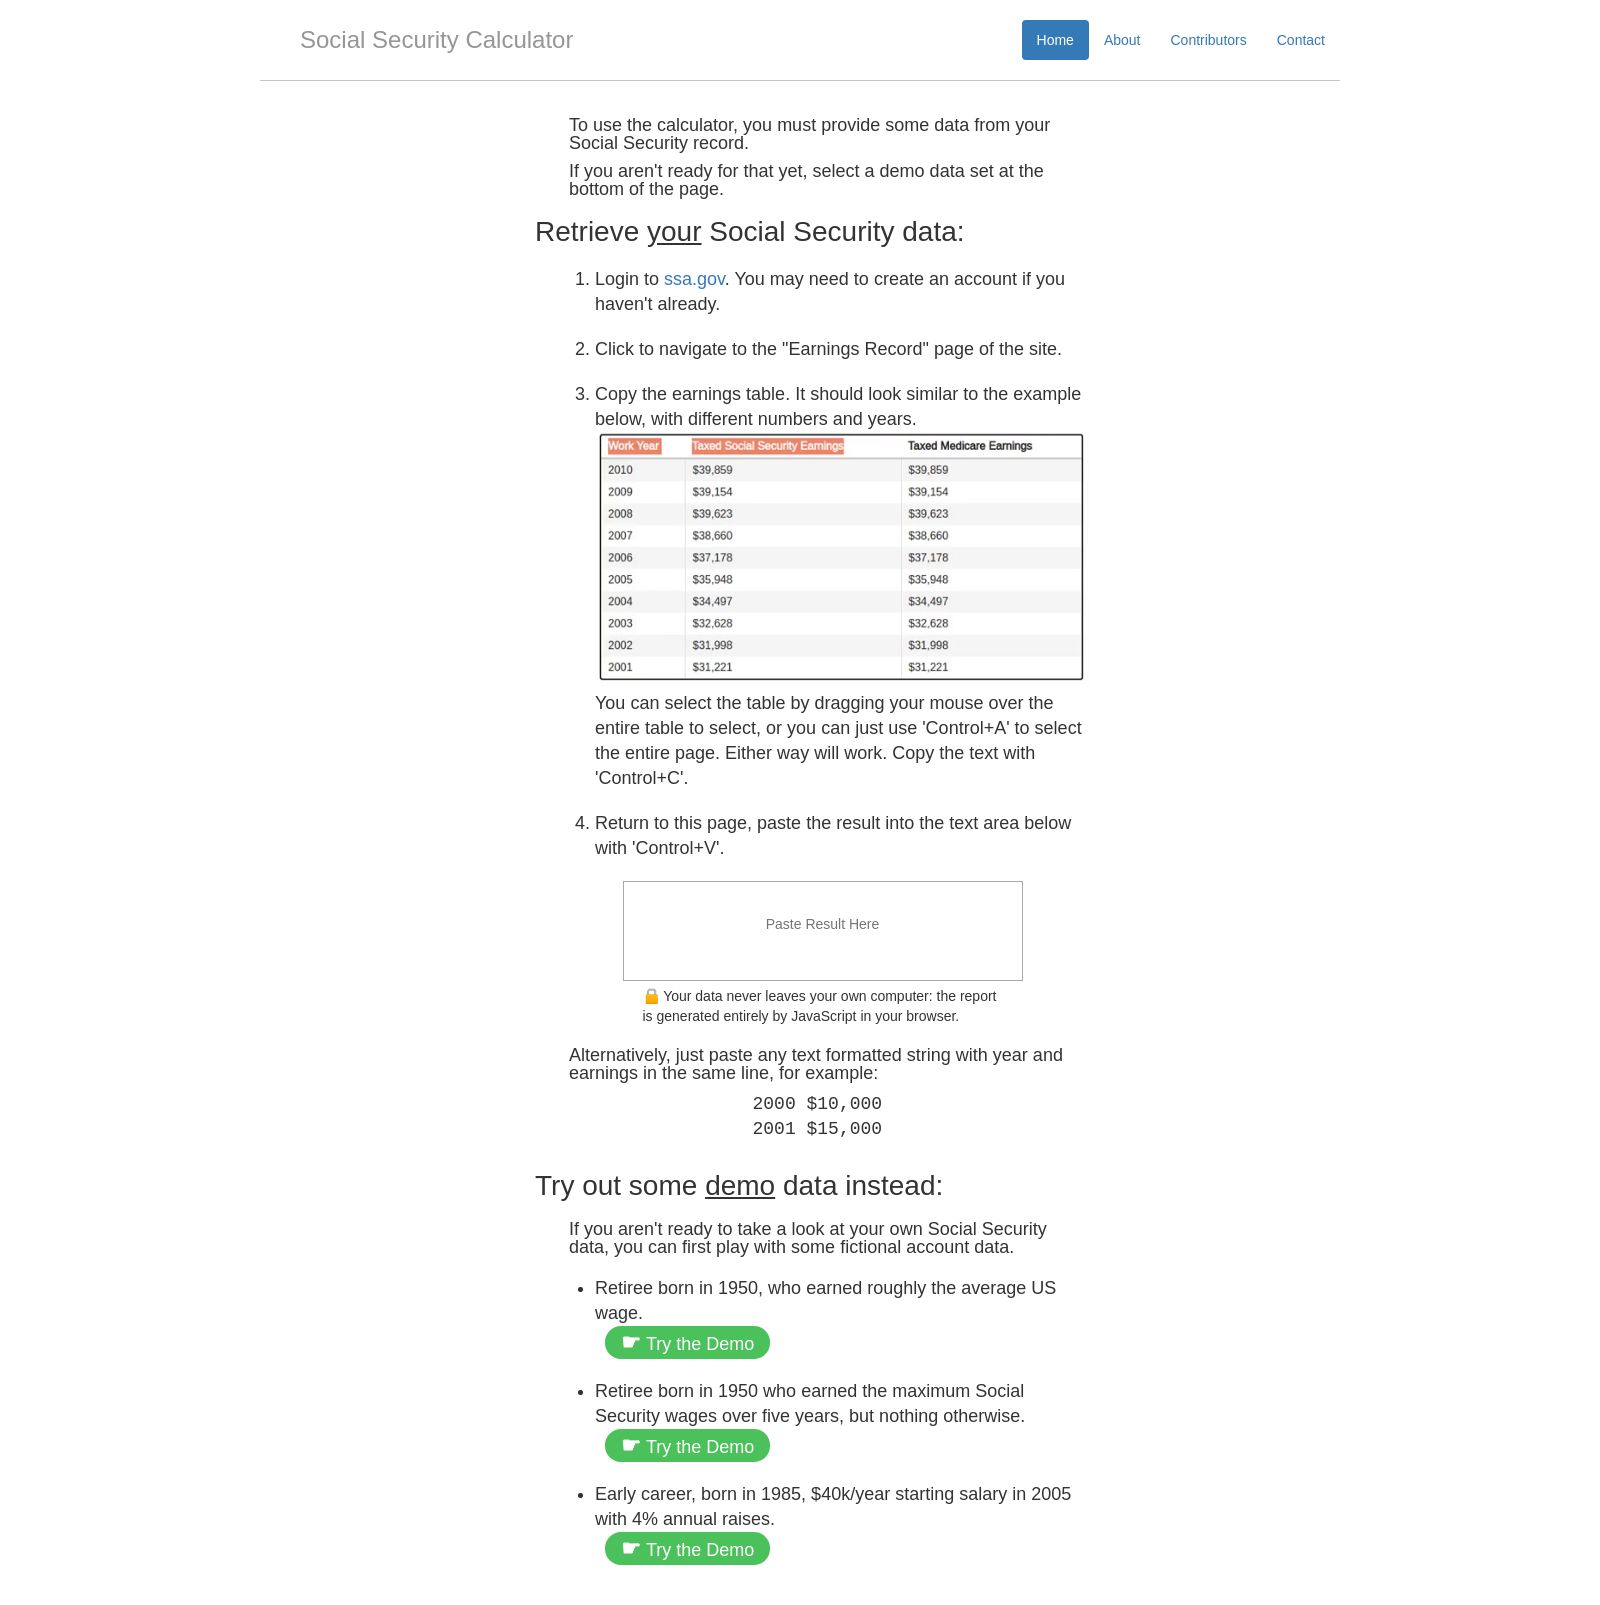 Social Security Calculator
Home About Contributors Contact
To use the calculator, you must provide some data from your
Social Security record.
If you aren't ready for that yet, select a demo data set at the
bottom of the page.
Retrieve your Social Security data:
1. Login to ssa.gov. You may need to create an account if you
haven't already.
2. Click to navigate to the "Earnings Record" page of the site.
3. Copy the earnings table. It should look similar to the example
below, with different numbers and years.
Work Year Taxed Social Security Earnings Taxed Medicare Earnings
2010 $39,859 $39,859
2009 $39,154 $39,154
2008 $39,623 $39,623
2007 $38,660 $38,660
2006 $37,178 $37,178
2005 $35,948 $35,948
2004 $34,497 $34,497
2003 $32,628 $32,628
2002 $31,998 $31,998
2001 $31,221 $31,221
You can select the table by dragging your mouse over the
entire table to select, or you can just use 'Control+A' to select
the entire page. Either way will work. Copy the text with
'Control+C'.
4. Return to this page, paste the result into the text area below
with 'Control+V'.
Paste Result Here
🔒 Your data never leaves your own computer: the report
is generated entirely by JavaScript in your browser.
Alternatively, just paste any text formatted string with year and
earnings in the same line, for example:
2000 $10,000
2001 $15,000
Try out some demo data instead:
If you aren't ready to take a look at your own Social Security
data, you can first play with some fictional account data.
• Retiree born in 1950, who earned roughly the average US
wage.
☛ Try the Demo
• Retiree born in 1950 who earned the maximum Social
Security wages over five years, but nothing otherwise.
☛ Try the Demo
• Early career, born in 1985, $40k/year starting salary in 2005
with 4% annual raises.
☛ Try the Demo